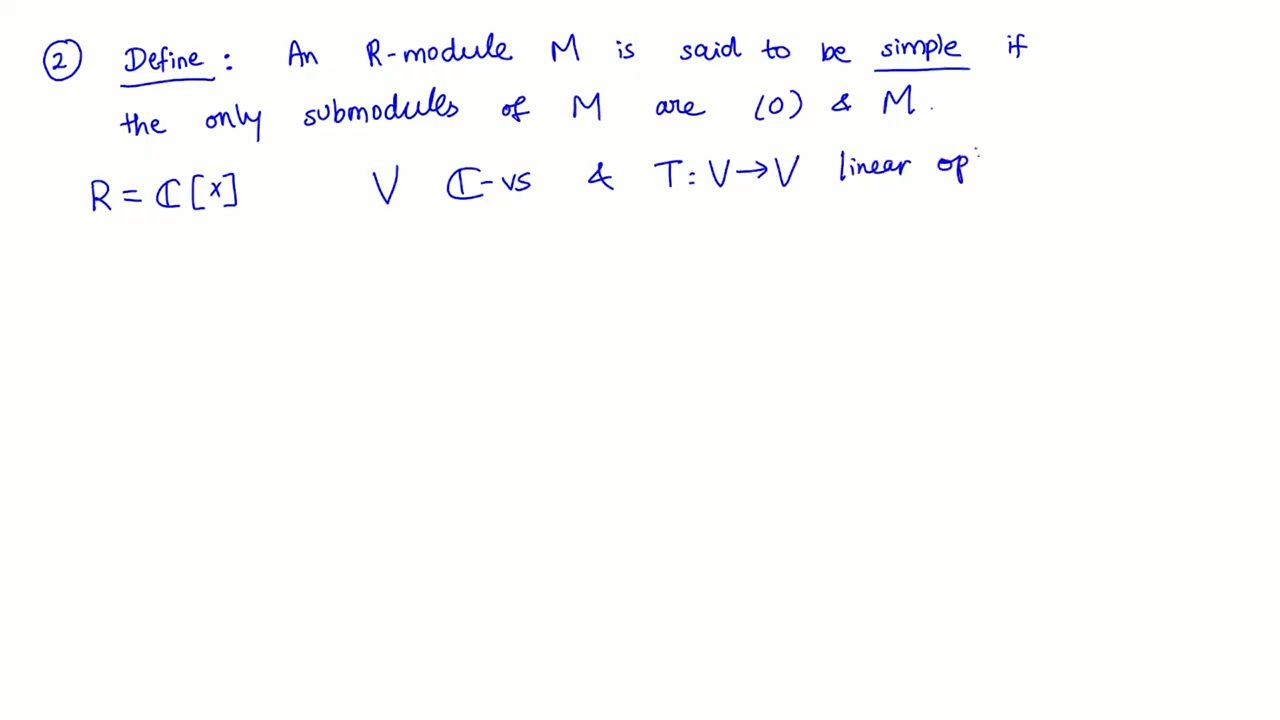 ② Define : An R-module M is said to be simple if
the only submodules of M are (0) & M.
R = ℂ[x] V ℂ-vs & T: V→V linear op